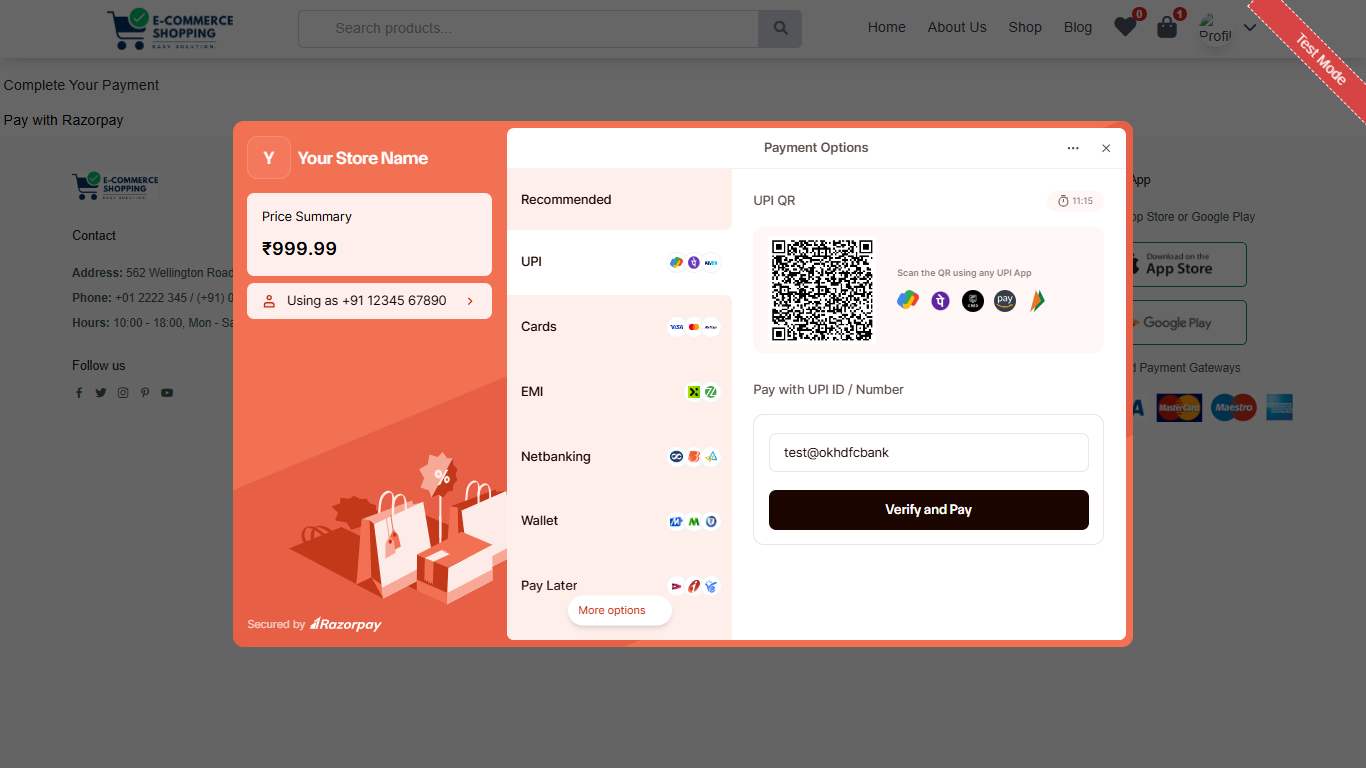 E-COMMERCE
SHOPPING
Search products...
Home
About Us
Shop
Blog
0
1
Profil
Test Mode
Complete Your Payment
Pay with Razorpay
Y
Your Store Name
Price Summary
₹999.99
Using as +91 12345 67890
Secured by Razorpay
Payment Options
Recommended
UPI
Cards
VISA
EMI
Netbanking
Wallet
Pay Later
More options
UPI QR
11:15
Scan the QR using any UPI App
pay
Pay with UPI ID / Number
test@okhdfcbank
Verify and Pay
E-COMMERCE
SHOPPING
Contact
Address: 562 Wellington Road
Phone: +01 2222 345 / (+91) 0
Hours: 10:00 - 18:00, Mon - Sa
Follow us
App
pp Store or Google Play
Download on the
App Store
Google Play
d Payment Gateways
MasterCard
Maestro